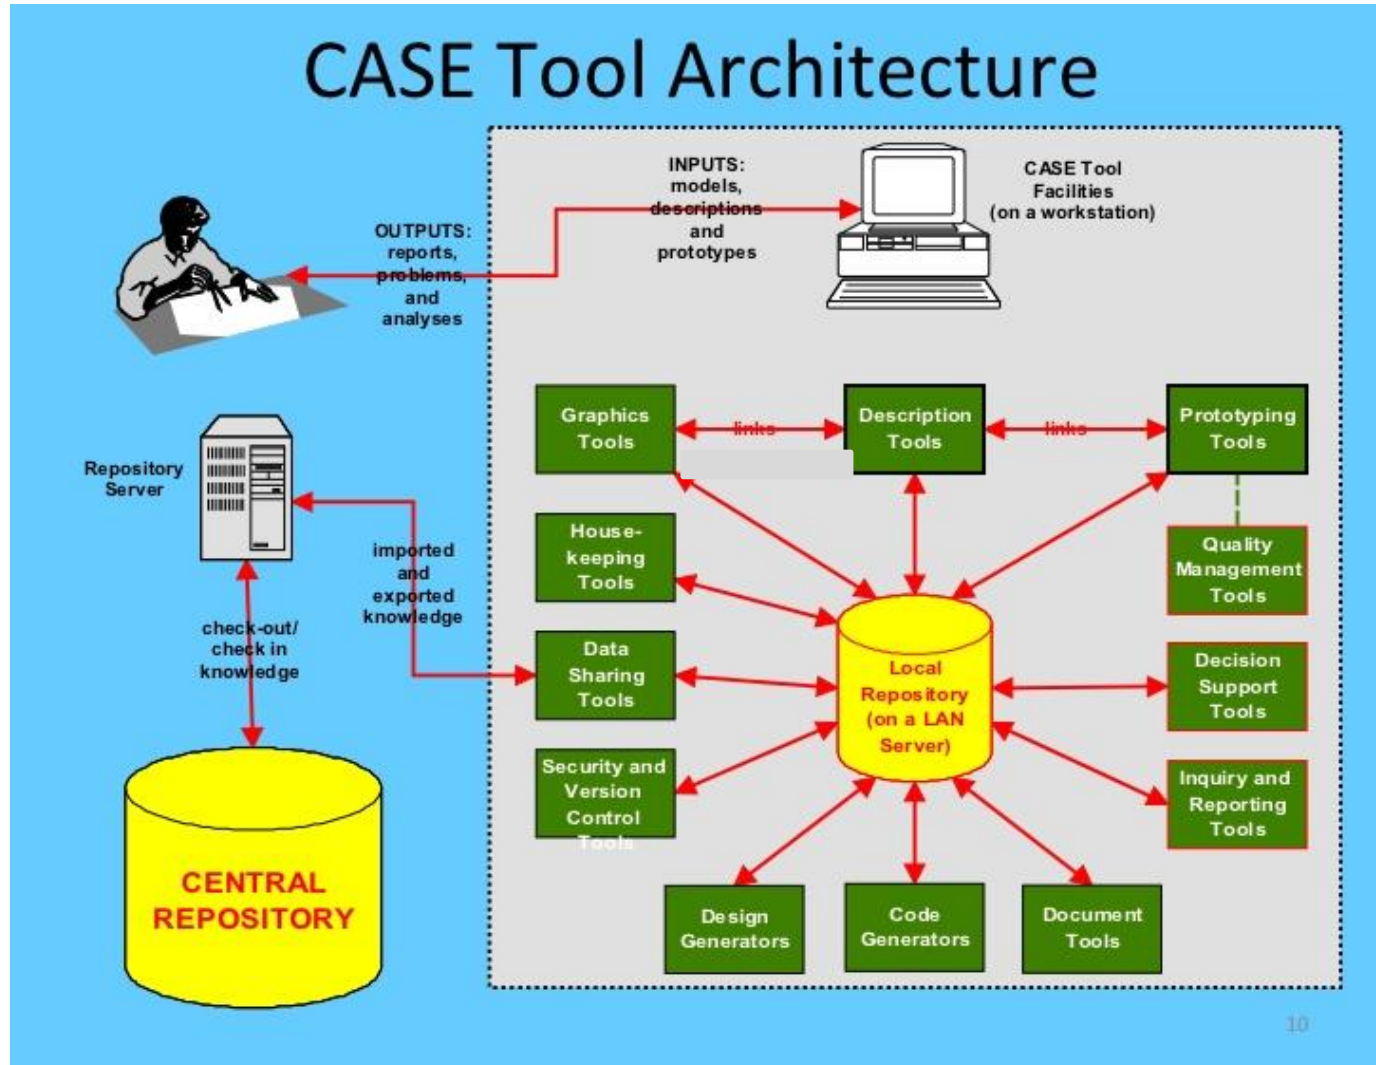 CASE Tool Architecture
INPUTS:
models,
descriptions
and
prototypes
CASE Tool
Facilities
(on a workstation)
OUTPUTS:
reports,
problems,
and
analyses
Graphics
Tools
links
Description
Tools
links
Prototyping
Tools
Repository
Server
House-
keeping
Tools
Quality
Management
Tools
imported
and
exported
knowledge
check-out/
check in
knowledge
Data
Sharing
Tools
Local
Repository
(on a LAN
Server)
Decision
Support
Tools
Security and
Version
Control
Tools
Inquiry and
Reporting
Tools
CENTRAL
REPOSITORY
Design
Generators
Code
Generators
Document
Tools
10